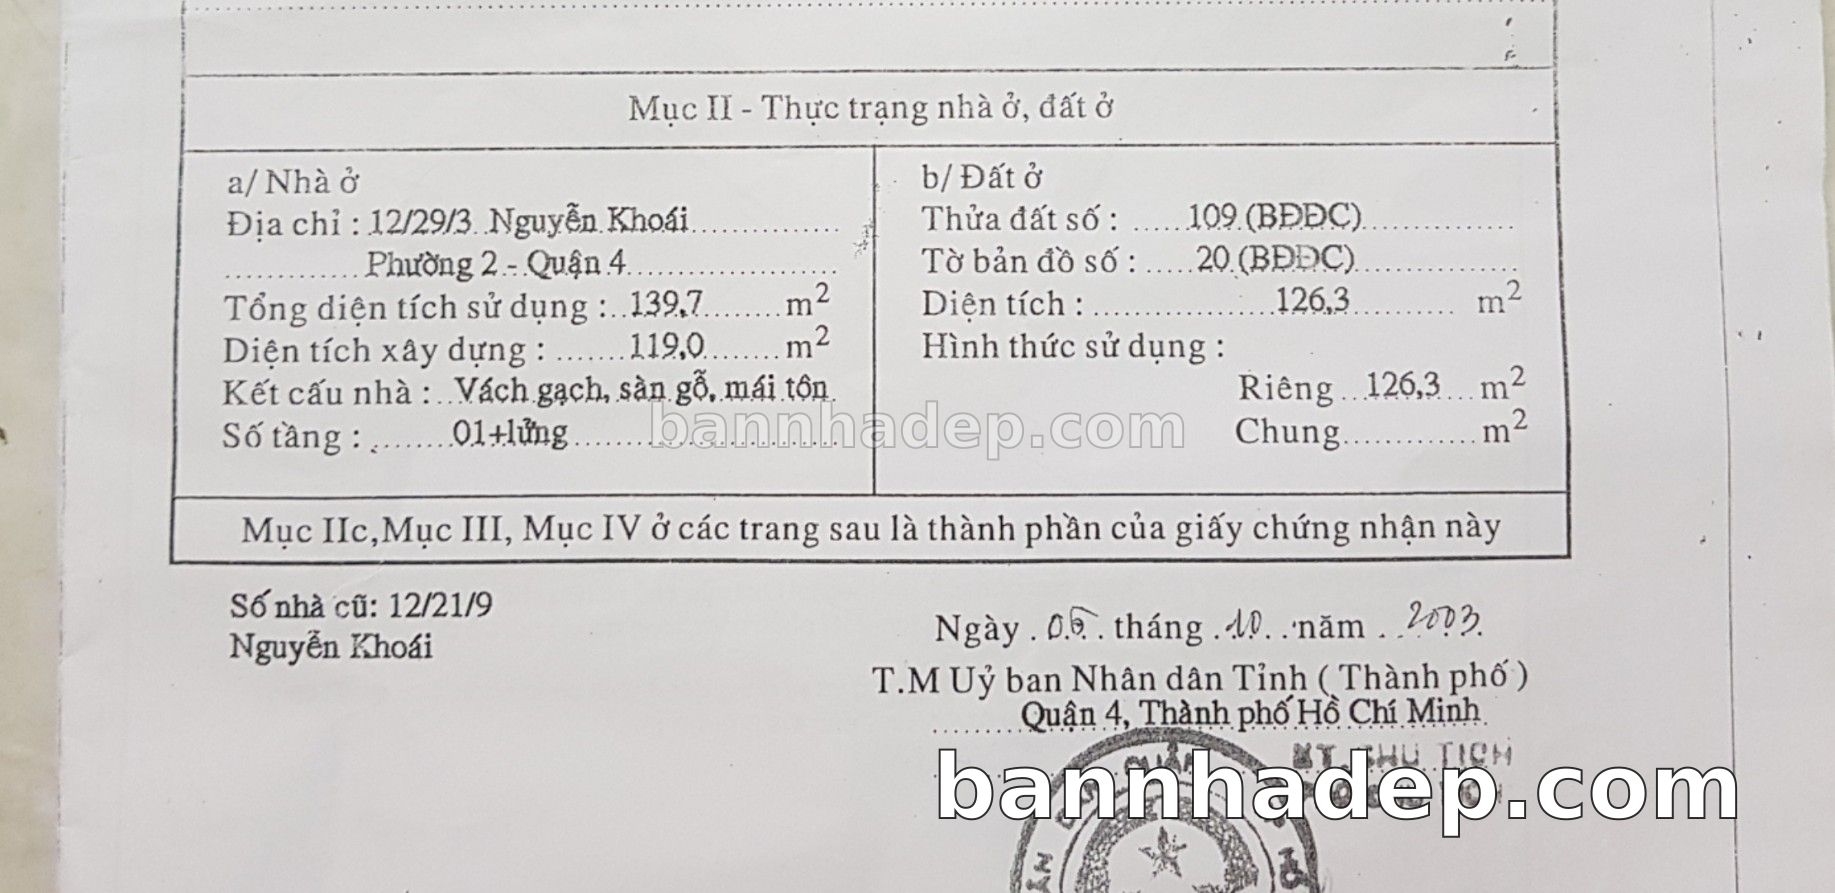 Mục II - Thực trạng nhà ở, đất ở
a/ Nhà ở
Địa chỉ : 12/29/3 Nguyễn Khoái
Phường 2 - Quận 4
Tổng diện tích sử dụng : 139,7 m2
Diện tích xây dựng : 119,0 m2
Kết cấu nhà : Vách gạch, sàn gỗ, mái tôn
Số tầng : 01+lửng
b/ Đất ở
Thửa đất số : 109 (BĐĐC)
Tờ bản đồ số : 20 (BĐĐC)
Diện tích : 126,3 m2
Hình thức sử dụng :
Riêng 126,3 m2
Chung m2
bannhadep.com
Mục IIc,Mục III, Mục IV ở các trang sau là thành phần của giấy chứng nhận này
Số nhà cũ: 12/21/9
Nguyễn Khoái
Ngày 06 tháng 10 năm 2003
T.M Uỷ ban Nhân dân Tỉnh ( Thành phố )
Quận 4, Thành phố Hồ Chí Minh
KT. CHỦ TỊCH
bannhadep.com
QUẬN